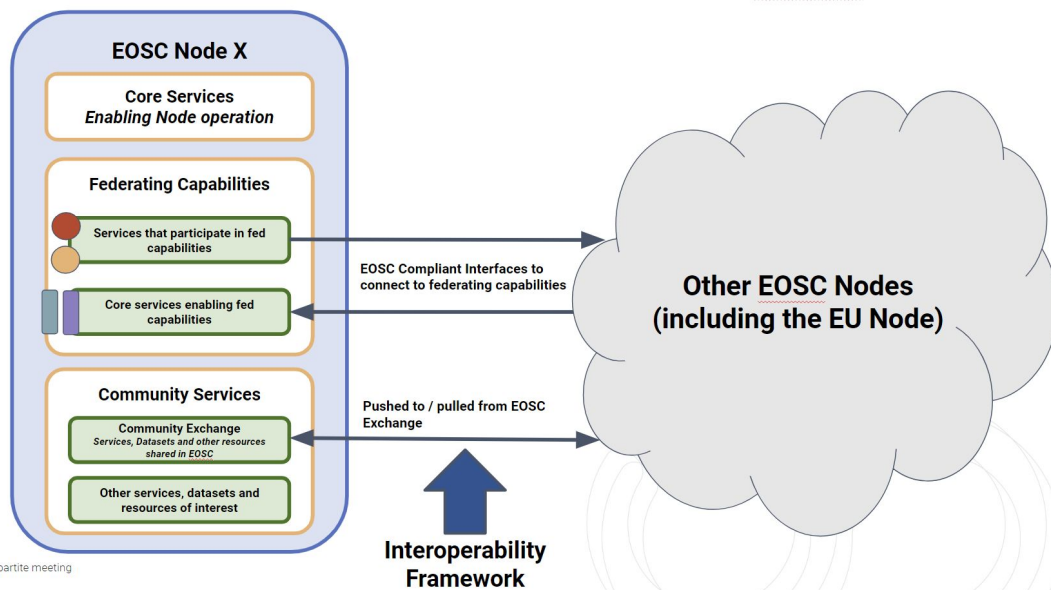 EOSC Node X
Core Services
Enabling Node operation
Federating Capabilities
Services that participate in fed
capabilities
Core services enabling fed
capabilities
Community Services
Community Exchange
Services, Datasets and other resources
shared in EOSC
Other services, datasets and
resources of interest
EOSC Compliant Interfaces to
connect to federating capabilities
Pushed to / pulled from EOSC
Exchange
Interoperability
Framework
Other EOSC Nodes
(including the EU Node)
partite meeting